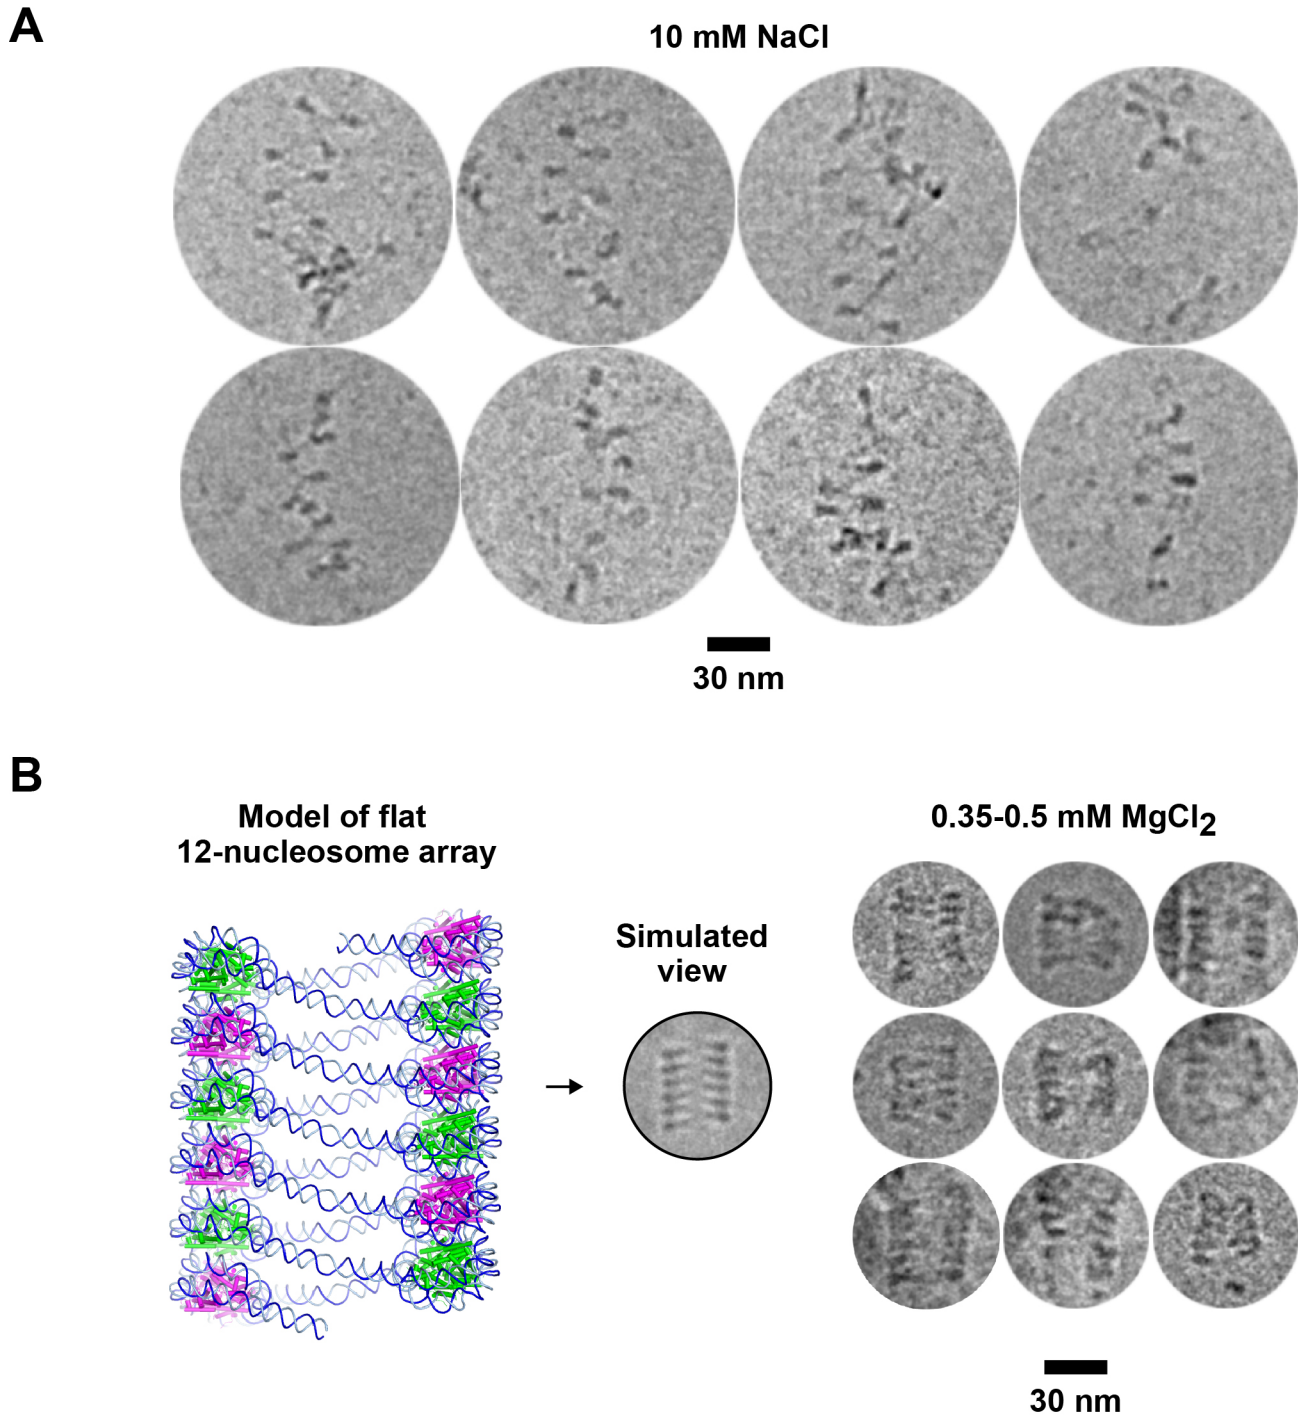 A
10 mM NaCl
30 nm
B
Model of flat
12-nucleosome array
Simulated
view
0.35-0.5 mM MgCl2
30 nm